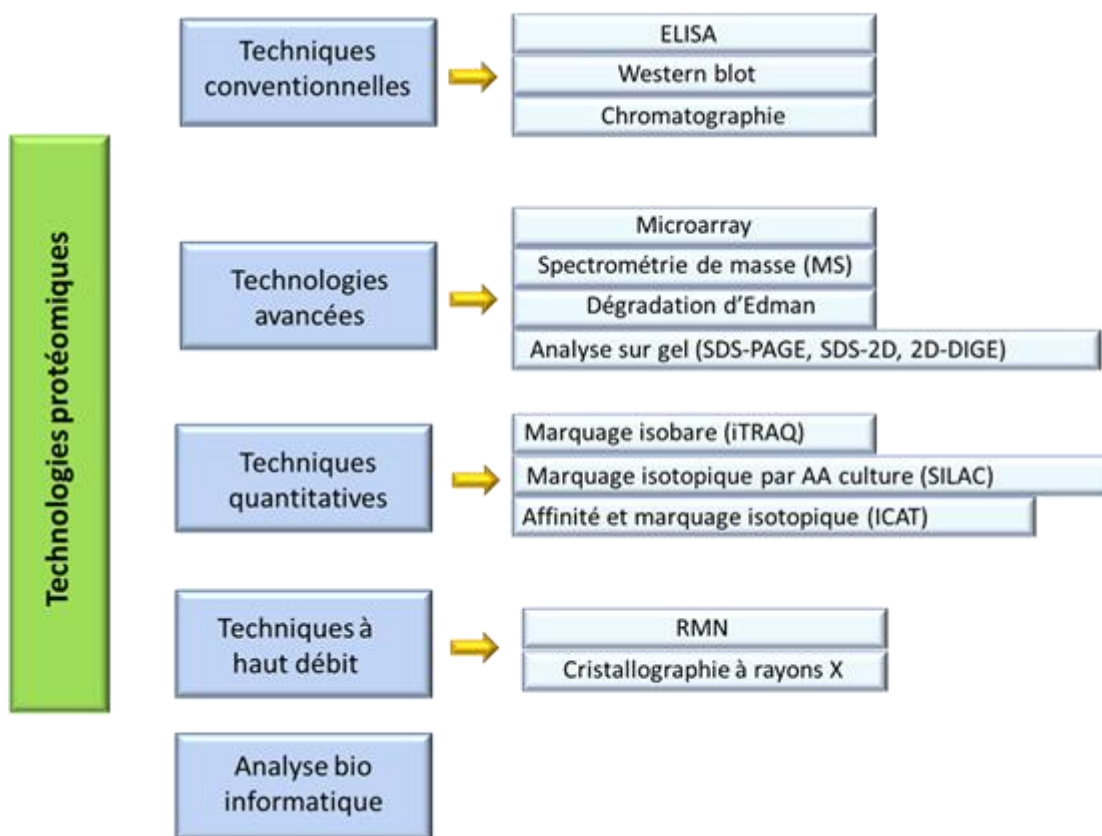 Technologies protéomiques
Techniques
conventionnelles
ELISA
Western blot
Chromatographie
Technologies
avancées
Microarray
Spectrométrie de masse (MS)
Dégradation d'Edman
Analyse sur gel (SDS-PAGE, SDS-2D, 2D-DIGE)
Techniques
quantitatives
Marquage isobare (iTRAQ)
Marquage isotopique par AA culture (SILAC)
Affinité et marquage isotopique (ICAT)
Techniques à
haut débit
RMN
Cristallographie à rayons X
Analyse bio
informatique